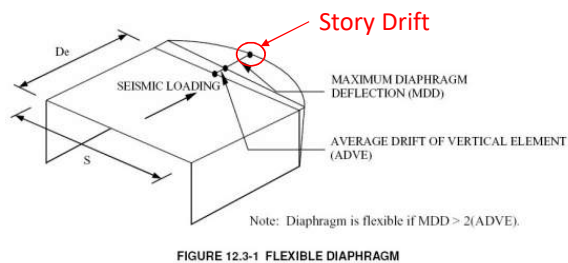 Story Drift
De
SEISMIC LOADING
MAXIMUM DIAPHRAGM
DEFLECTION (MDD)
AVERAGE DRIFT OF VERTICAL ELEMENT
(ADVE)
S
Note: Diaphragm is flexible if MDD > 2(ADVE).
FIGURE 12.3-1 FLEXIBLE DIAPHRAGM